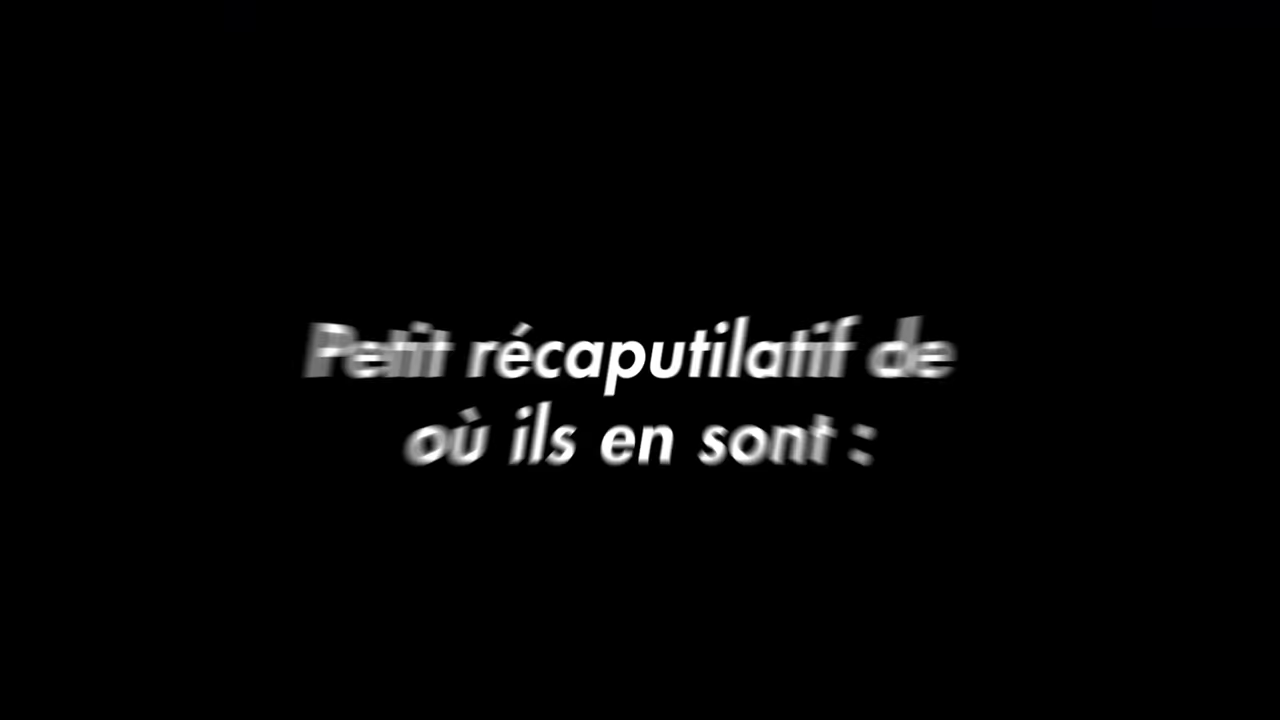 Petit récaputilatif de
où ils en sont :